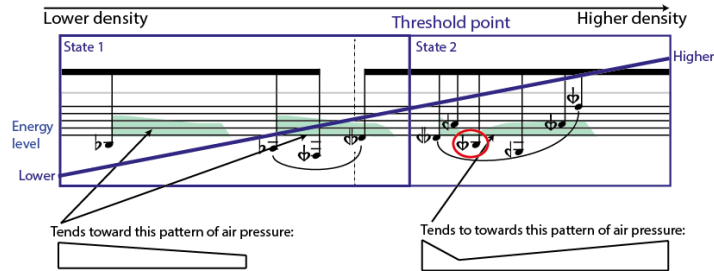 Lower density
Threshold point
Higher density
State 1
State 2
Higher
Energy
level
Lower
Tends toward this pattern of air pressure:
Tends to towards this pattern of air pressure: